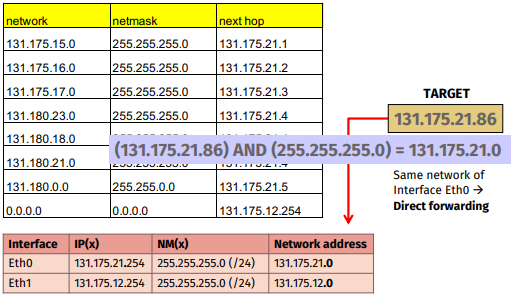 network netmask next hop
131.175.15.0 255.255.255.0 131.175.21.1
131.175.16.0 255.255.255.0 131.175.21.2
131.175.17.0 255.255.255.0 131.175.21.3
131.180.23.0 255.255.255.0 131.175.21.4
131.180.18.0
131.180.21.0
131.180.0.0 255.255.0.0 131.175.21.5
0.0.0.0 0.0.0.0 131.175.12.254
TARGET
131.175.21.86
(131.175.21.86) AND (255.255.255.0) = 131.175.21.0
Same network of
Interface Eth0 →
Direct forwarding
Interface IP(x) NM(x) Network address
Eth0 131.175.21.254 255.255.255.0 (/24) 131.175.21.0
Eth1 131.175.12.254 255.255.255.0 (/24) 131.175.12.0